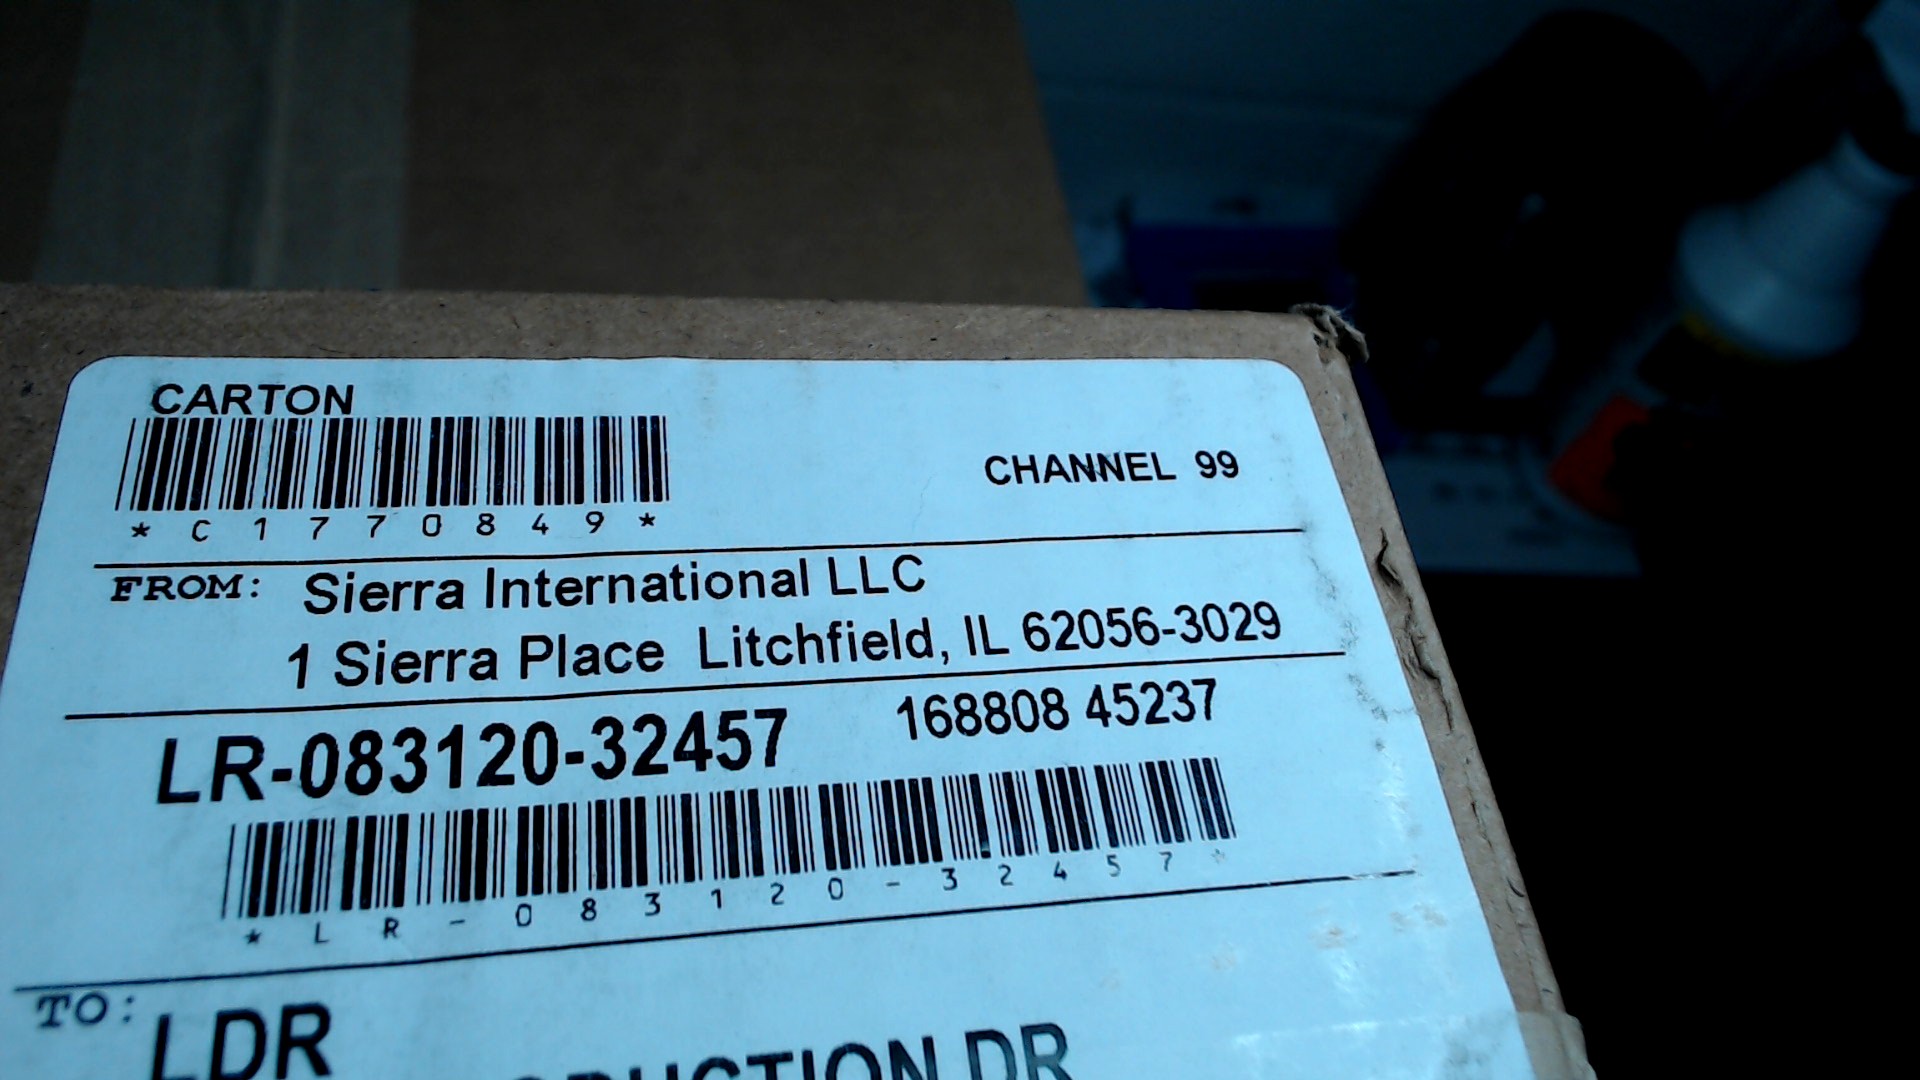 CARTON
*C1770849*
CHANNEL 99
FROM: Sierra International LLC
1 Sierra Place Litchfield, IL 62056-3029
LR-083120-32457 168808 45237
*LR-083120-32457*
TO: LDR
DR